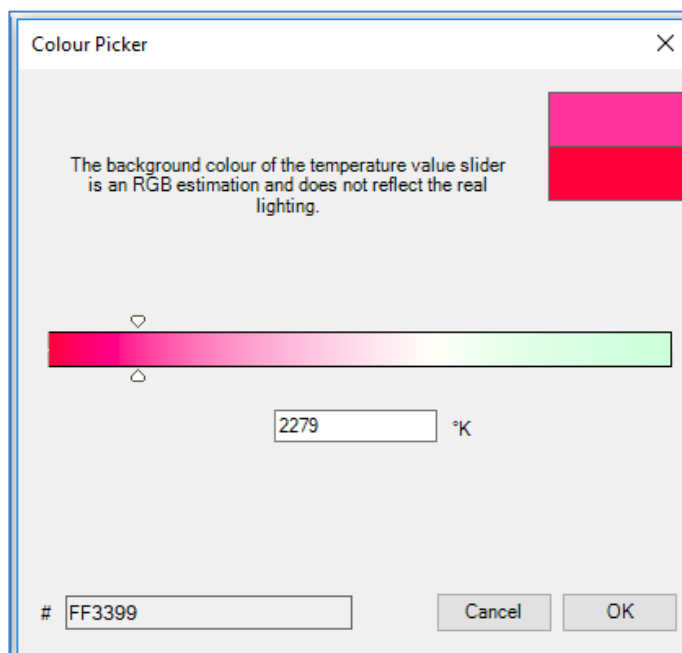 Colour Picker
The background colour of the temperature value slider
is an RGB estimation and does not reflect the real
lighting.
2279 °K
# FF3399 Cancel OK